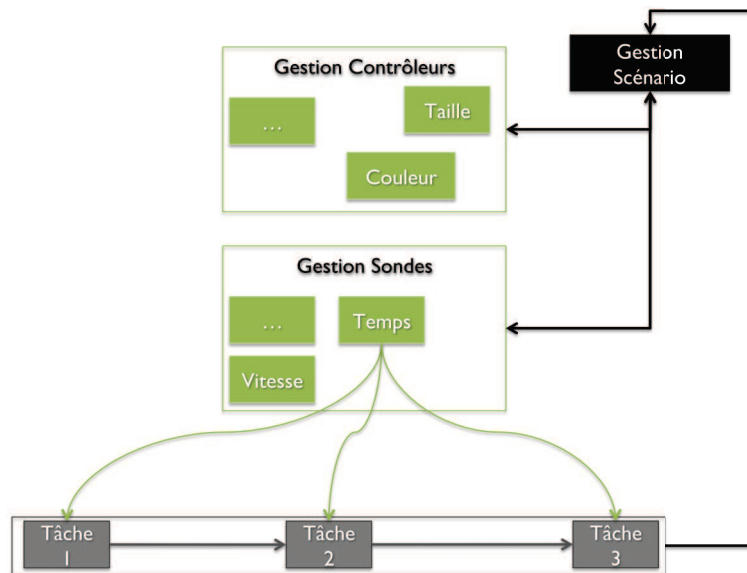 Gestion
Scénario
Gestion Contrôleurs
...
Taille
Couleur
Gestion Sondes
...
Temps
Vitesse
Tâche
1
Tâche
2
Tâche
3